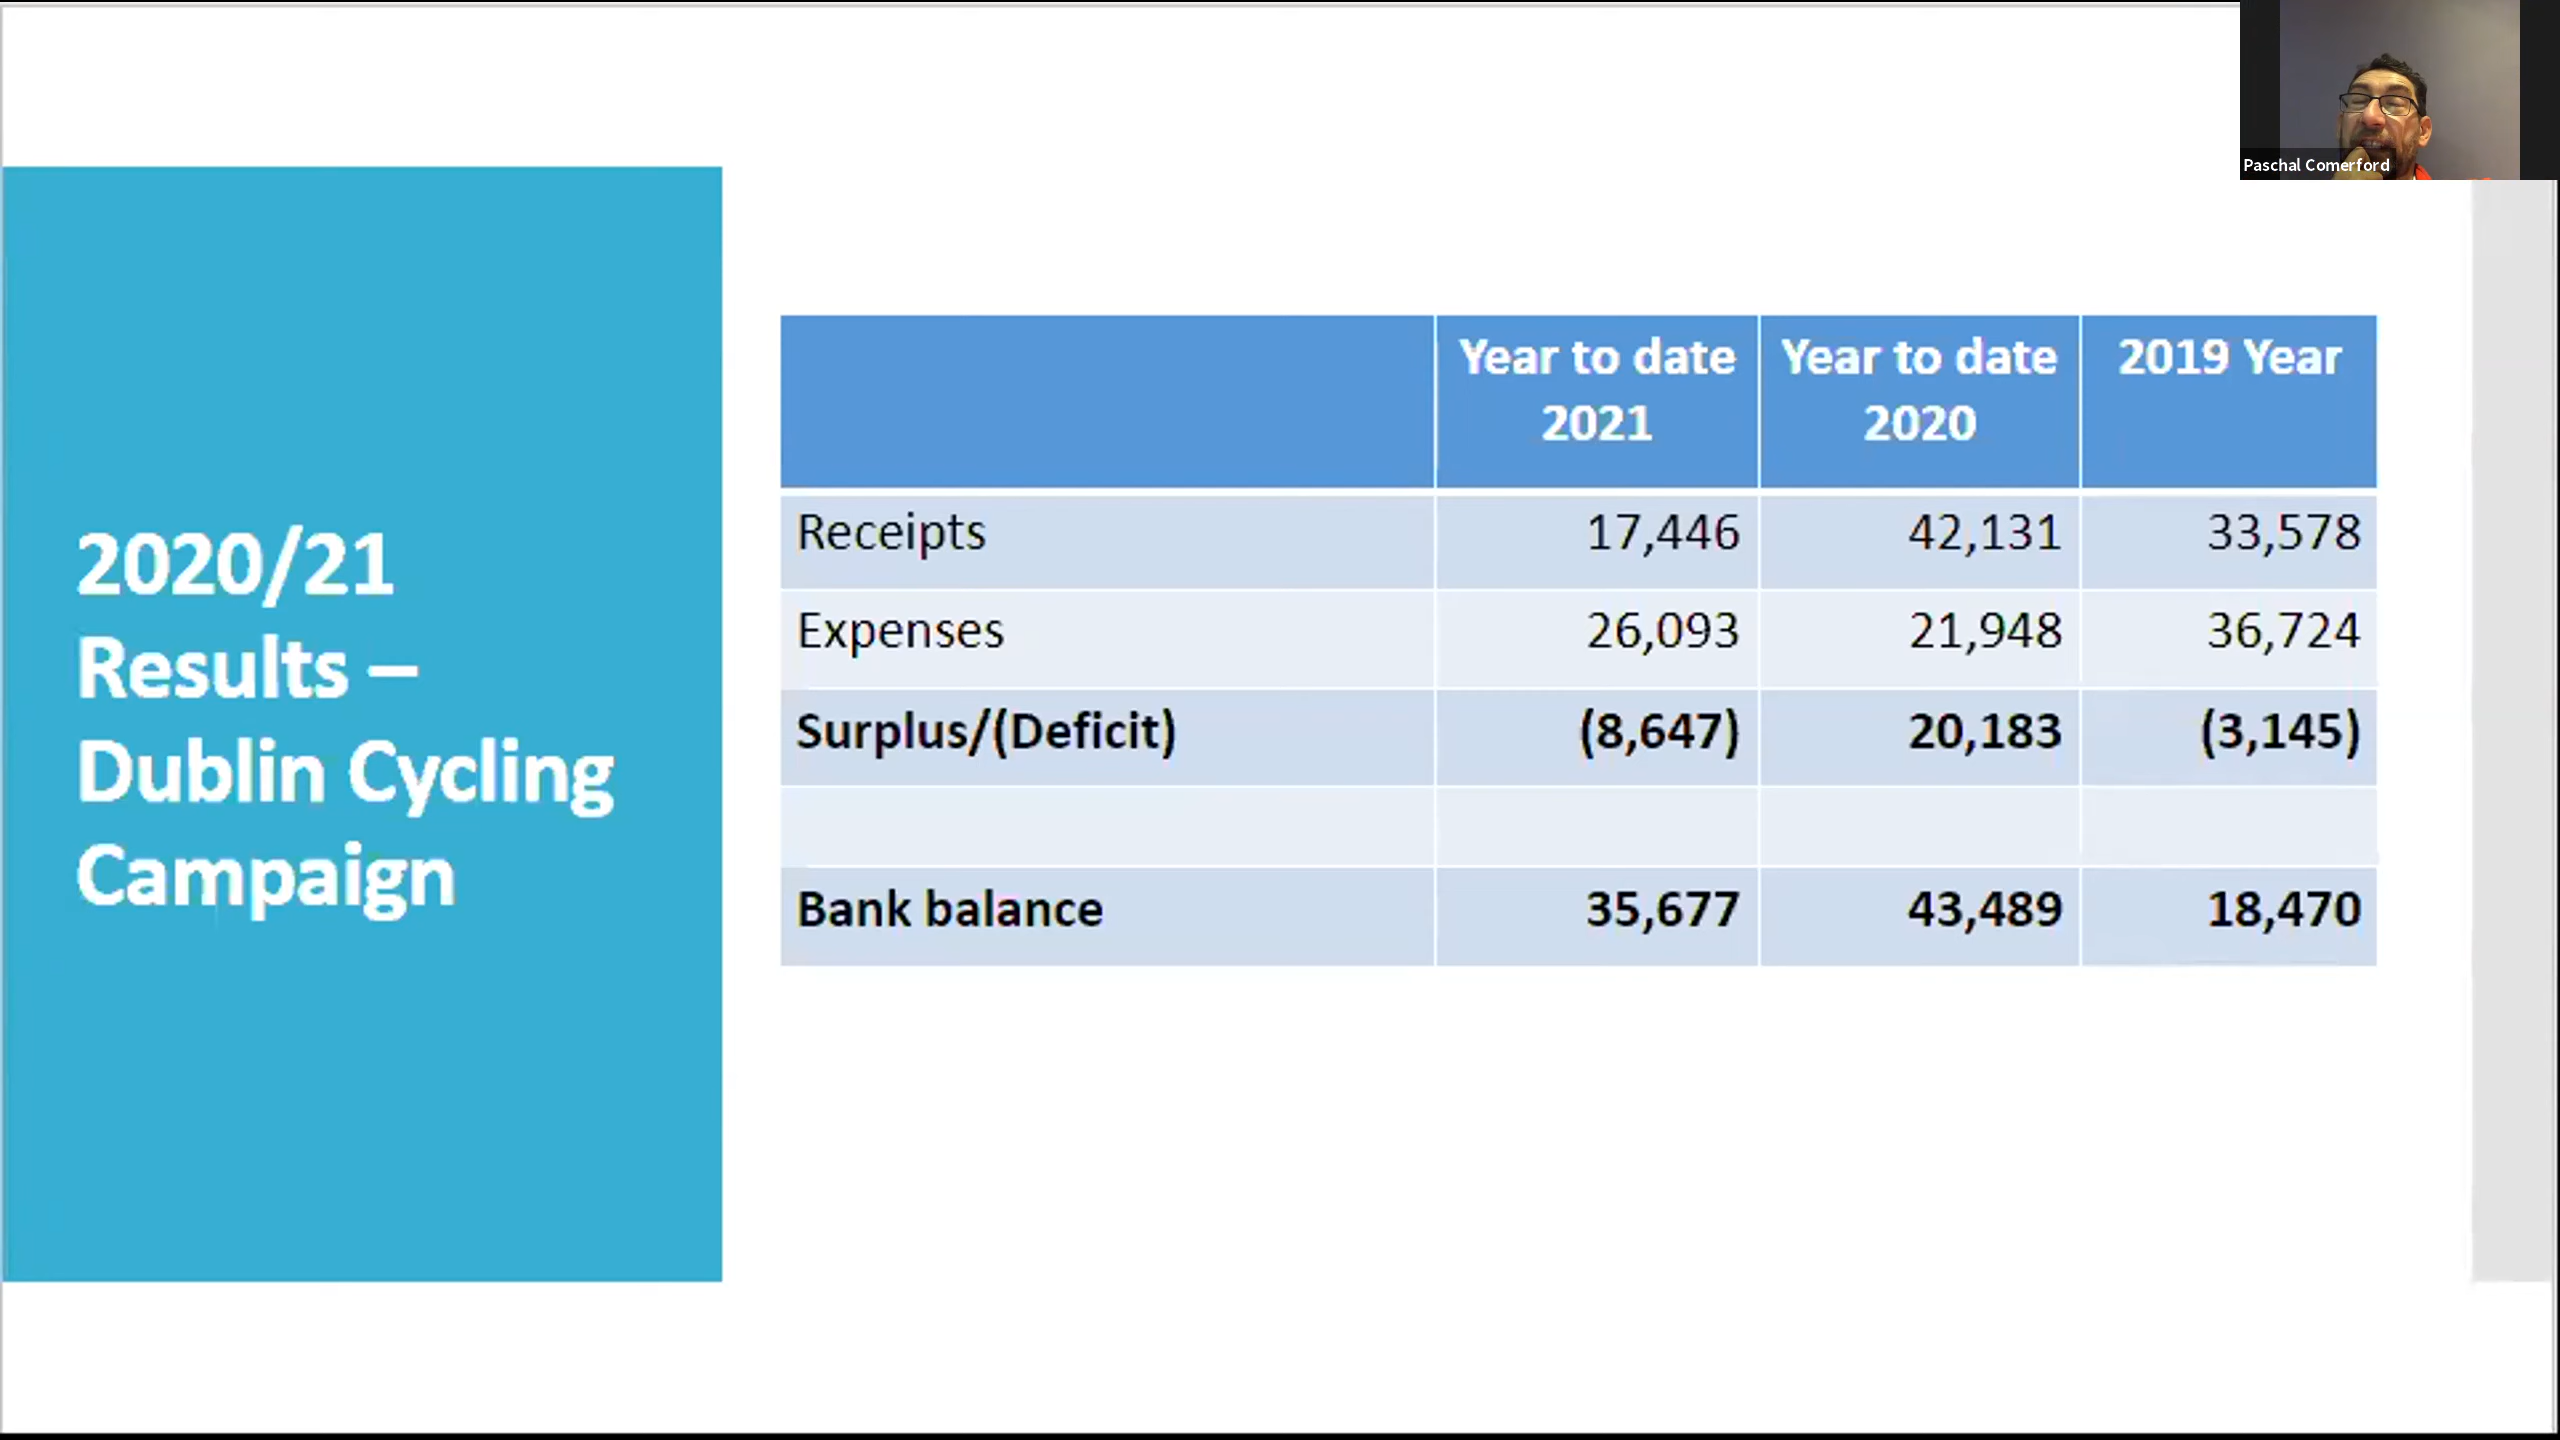 Paschal Comerford
2020/21
Results –
Dublin Cycling
Campaign
Year to date 2021 Year to date 2020 2019 Year
Receipts 17,446 42,131 33,578
Expenses 26,093 21,948 36,724
Surplus/(Deficit) (8,647) 20,183 (3,145)
Bank balance 35,677 43,489 18,470